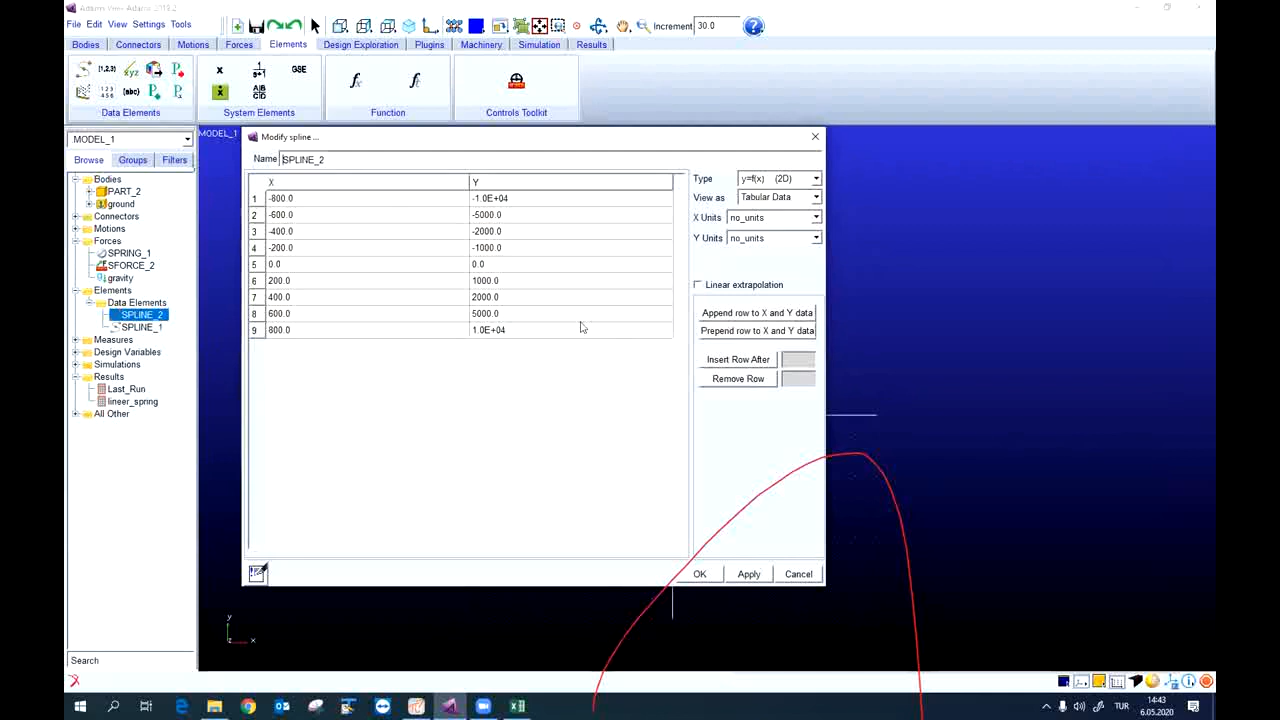 Adams View Adams 2019.2
File Edit View Settings Tools
Increment 30.0
Bodies Connectors Motions Forces Elements Design Exploration Plugins Machinery Simulation Results
Data Elements System Elements Function Controls Toolkit
MODEL_1
Browse Groups Filters
Bodies
PART_2
ground
Connectors
Motions
Forces
SPRING_1
SFORCE_2
gravity
Elements
Data Elements
SPLINE_2
SPLINE_1
Measures
Design Variables
Simulations
Results
Last_Run
lineer_spring
All Other
Search
MODEL_1
Modify spline ...
Name SPLINE_2
X Y
1 -800.0 -1.0E+04
2 -600.0 -5000.0
3 -400.0 -2000.0
4 -200.0 -1000.0
5 0.0 0.0
6 200.0 1000.0
7 400.0 2000.0
8 600.0 5000.0
9 800.0 1.0E+04
Type y=f(x) (2D)
View as Tabular Data
X Units no_units
Y Units no_units
Linear extrapolation
Append row to X and Y data
Prepend row to X and Y data
Insert Row After
Remove Row
OK Apply Cancel
y
z x
TUR
14:43
6.05.2020